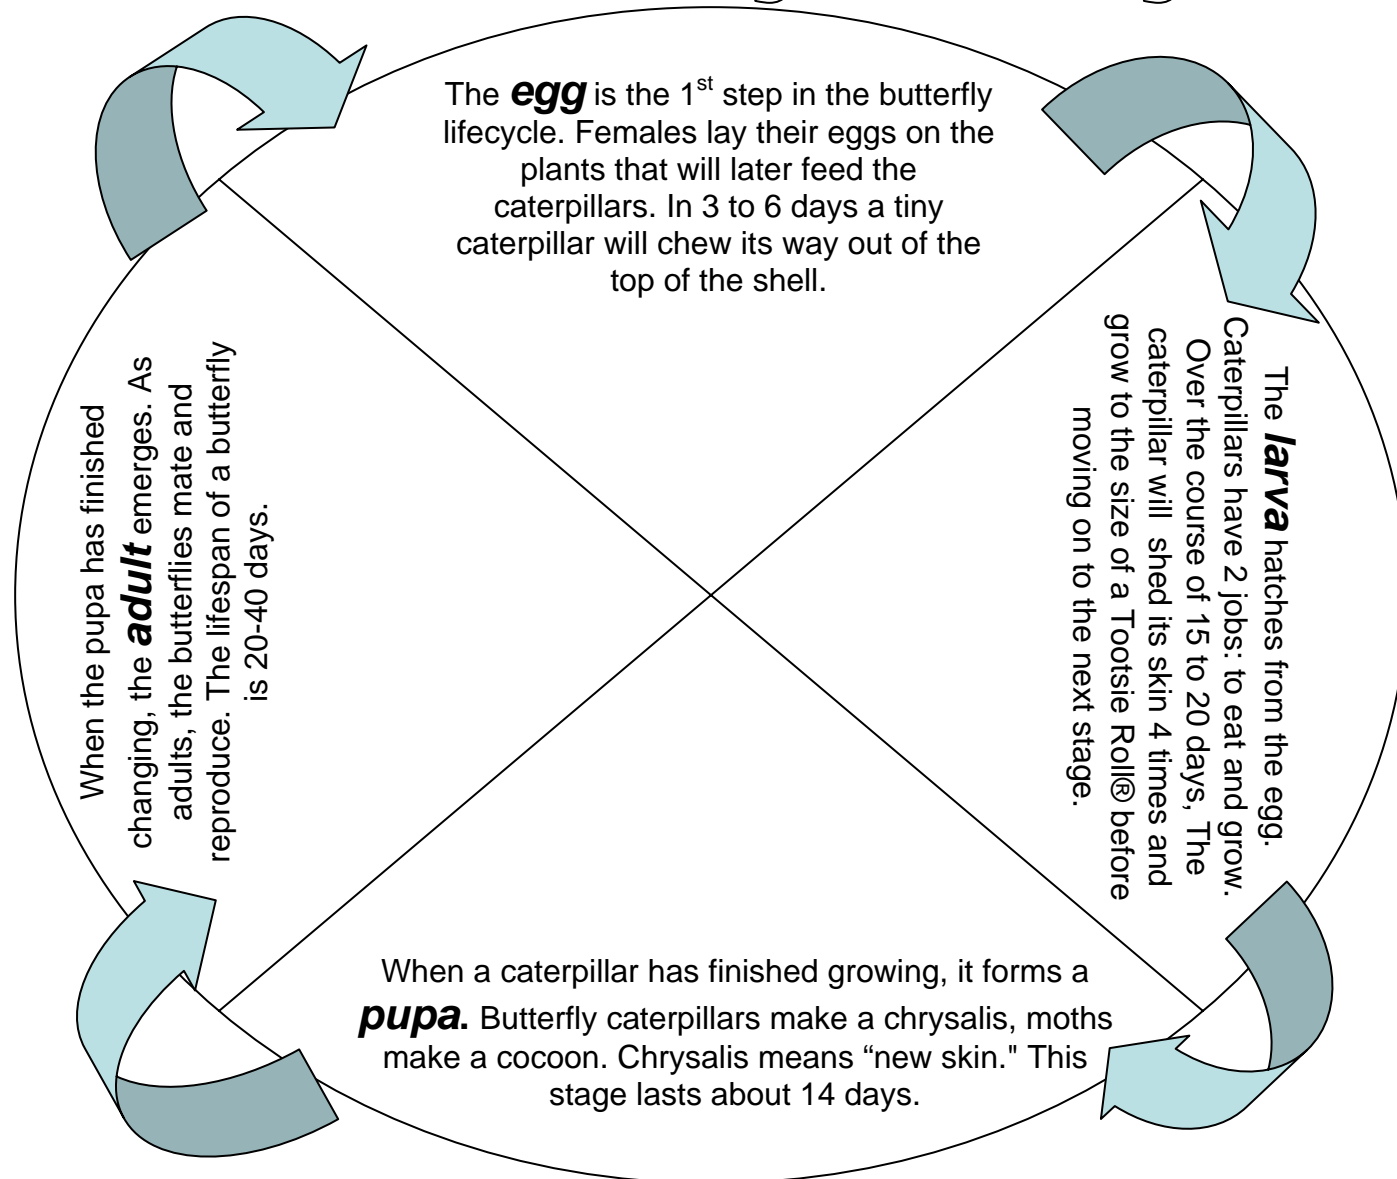 The egg is the 1st step in the butterfly
lifecycle. Females lay their eggs on the
plants that will later feed the
caterpillars. In 3 to 6 days a tiny
caterpillar will chew its way out of the
top of the shell.
The larva hatches from the egg.
Caterpillars have 2 jobs: to eat and grow.
Over the course of 15 to 20 days, The
caterpillar will shed its skin 4 times and
grow to the size of a Tootsie Roll® before
moving on to the next stage.
When a caterpillar has finished growing, it forms a
pupa. Butterfly caterpillars make a chrysalis, moths
make a cocoon. Chrysalis means “new skin." This
stage lasts about 14 days.
When the pupa has finished
changing, the adult emerges. As
adults, the butterflies mate and
reproduce. The lifespan of a butterfly
is 20-40 days.